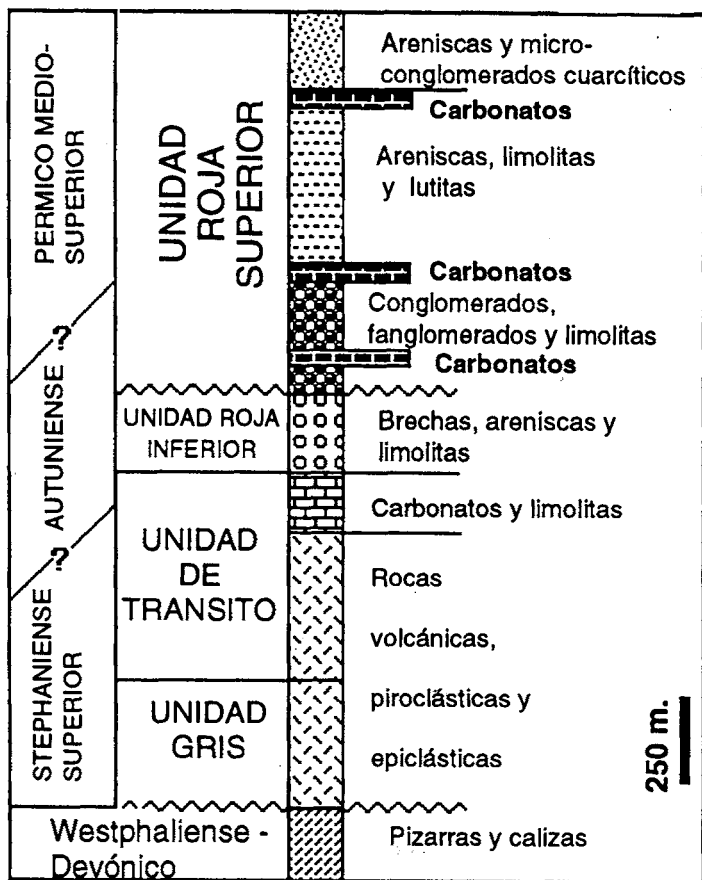 PERMICO MEDIO-
SUPERIOR
?
AUTUNIENSE
?
STEPHANIENSE
SUPERIOR
UNIDAD
ROJA
SUPERIOR
UNIDAD ROJA
INFERIOR
UNIDAD
DE
TRANSITO
UNIDAD
GRIS
Westphaliense -
Devónico
Areniscas y micro-
conglomerados cuarcíticos
Carbonatos
Areniscas, limolitas
y lutitas
Carbonatos
Conglomerados,
fanglomerados y limolitas
Carbonatos
Brechas, areniscas y
limolitas
Carbonatos y limolitas
Rocas
volcánicas,
piroclásticas y
epiclásticas
Pizarras y calizas
250 m.